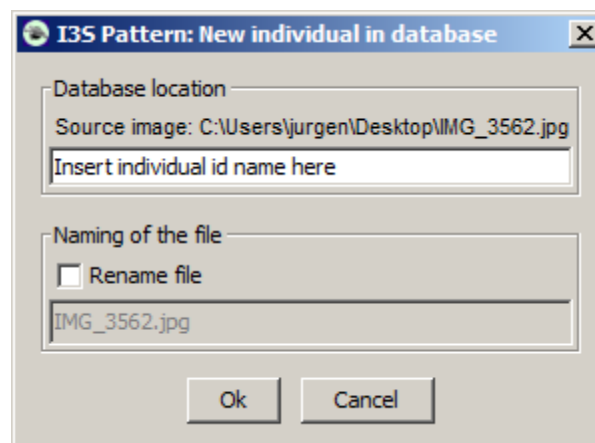 I3S Pattern: New individual in database
Database location
Source image: C:\Users\jurgen\Desktop\IMG_3562.jpg
Insert individual id name here
Naming of the file
Rename file
IMG_3562.jpg
Ok Cancel